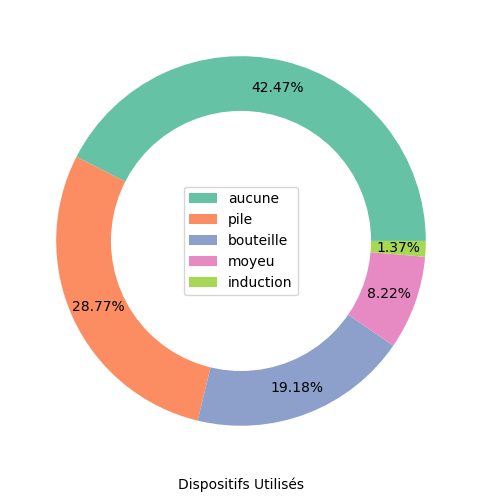 42.47%
aucune
pile
bouteille
moyeu
induction
1.37%
8.22%
28.77%
19.18%
Dispositifs Utilisés